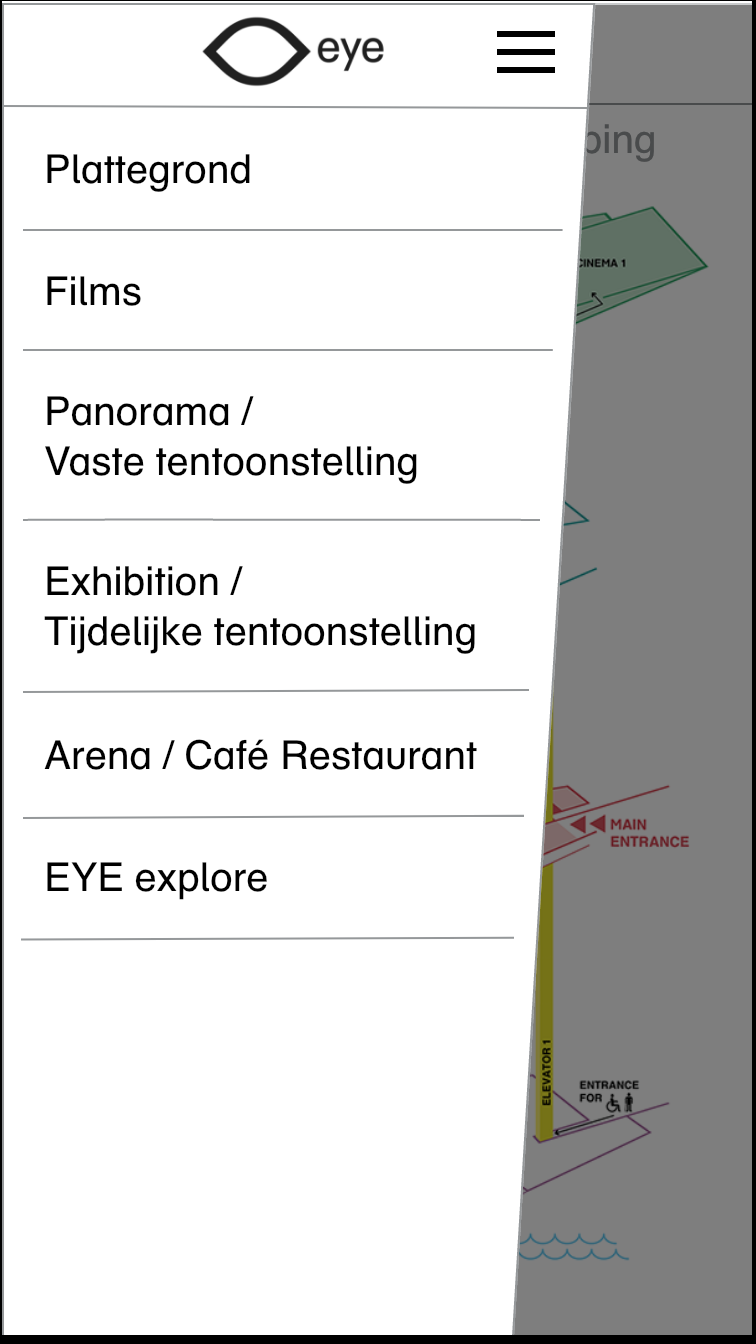 eye
Plattegrond
Films
Panorama /
Vaste tentoonstelling
Exhibition /
Tijdelijke tentoonstelling
Arena / Café Restaurant
EYE explore
ping
CINEMA 1
MAIN
ENTRANCE
ELEVATOR 1
ENTRANCE
FOR